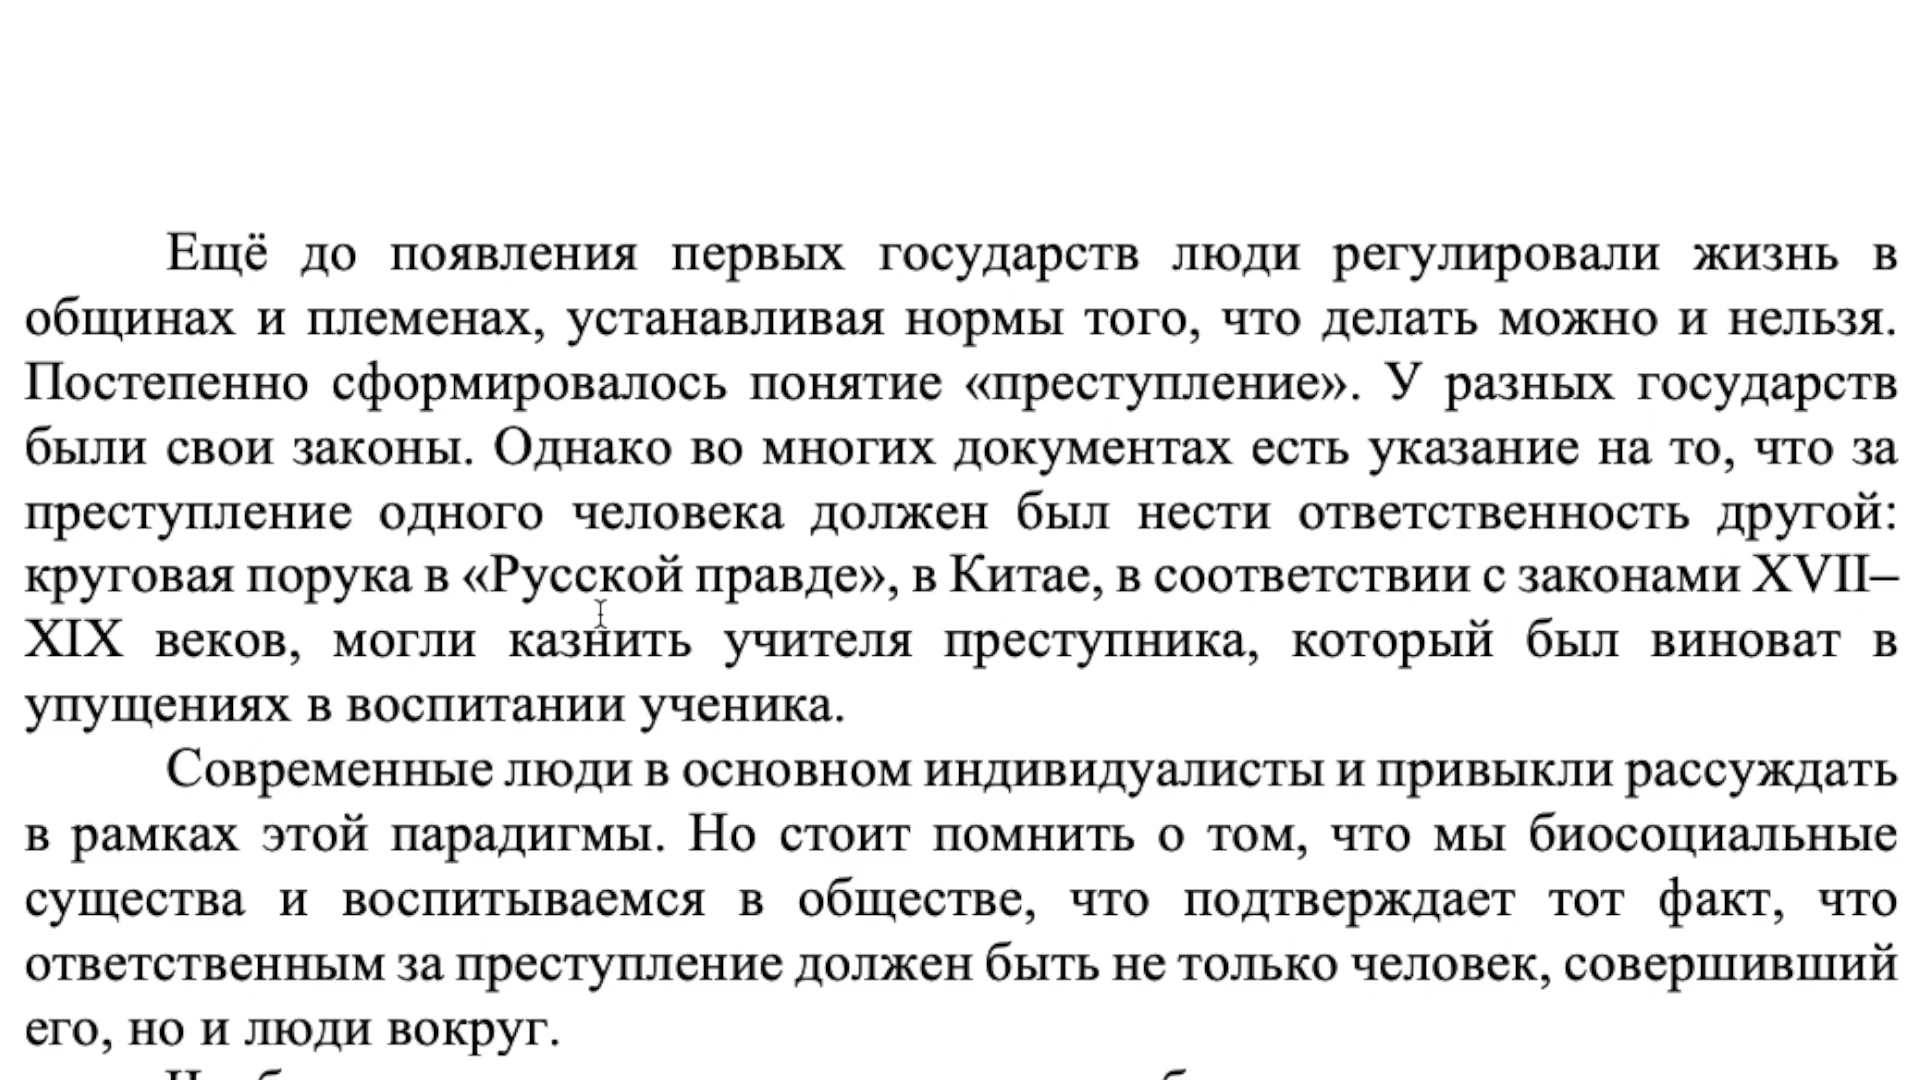 Ещё до появления первых государств люди регулировали жизнь в
общинах и племенах, устанавливая нормы того, что делать можно и нельзя.
Постепенно сформировалось понятие «преступление». У разных государств
были свои законы. Однако во многих документах есть указание на то, что за
преступление одного человека должен был нести ответственность другой:
круговая порука в «Русской правде», в Китае, в соответствии с законами XVII–
XIX веков, могли казнить учителя преступника, который был виноват в
упущениях в воспитании ученика.
Современные люди в основном индивидуалисты и привыкли рассуждать
в рамках этой парадигмы. Но стоит помнить о том, что мы биосоциальные
существа и воспитываемся в обществе, что подтверждает тот факт, что
ответственным за преступление должен быть не только человек, совершивший
его, но и люди вокруг.